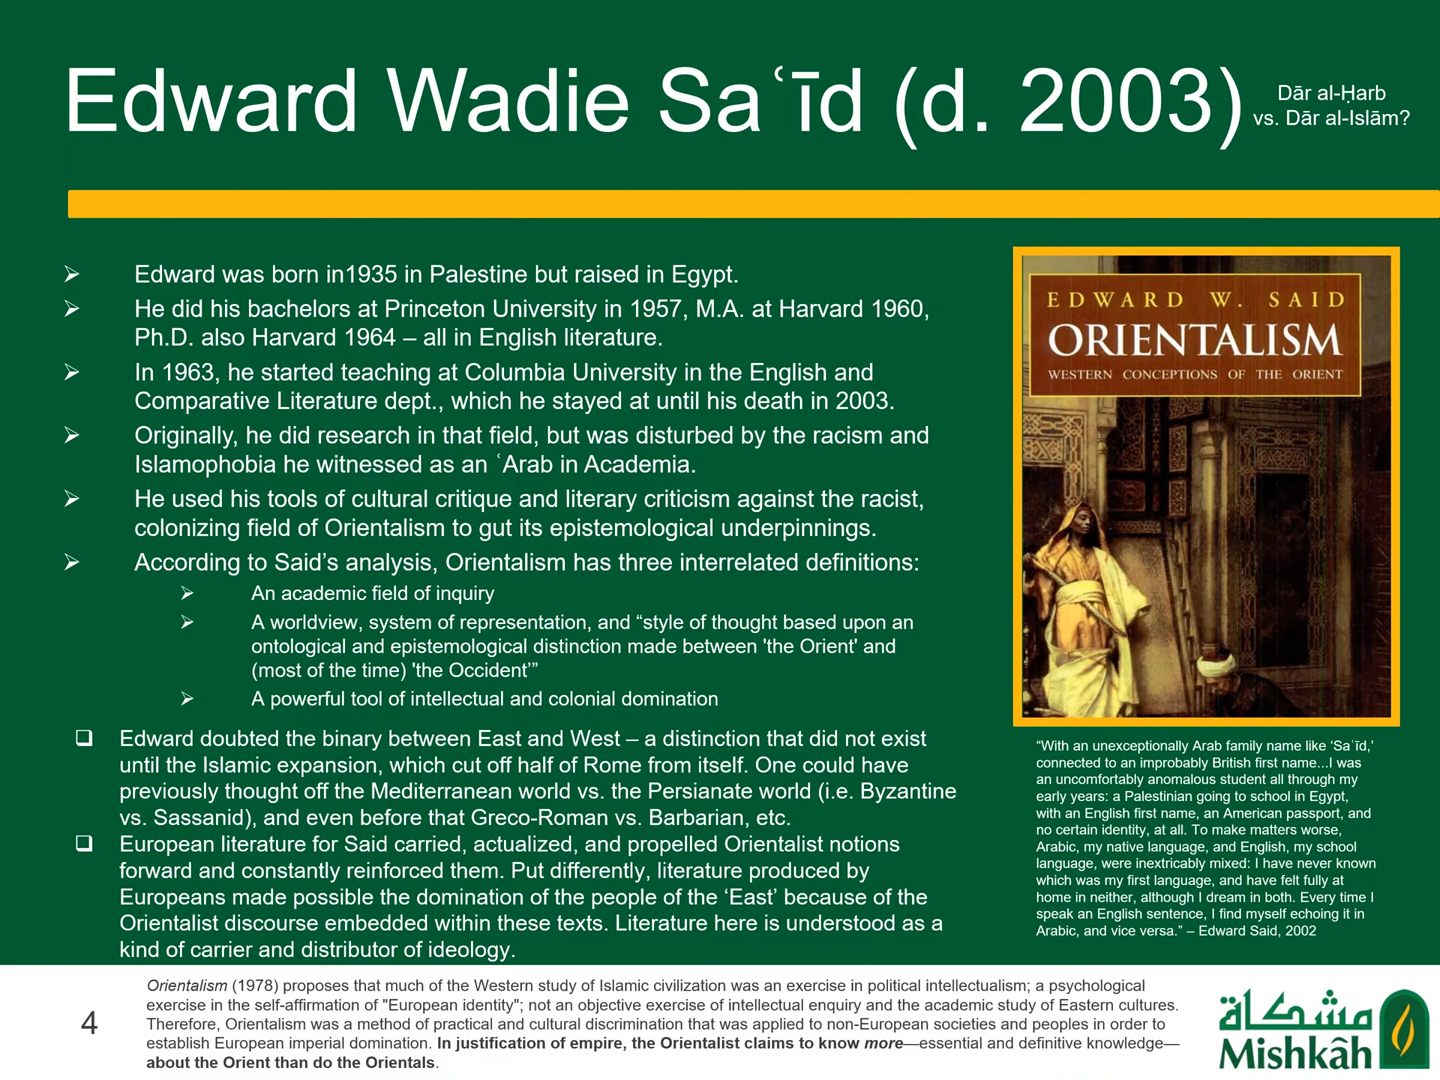 Edward Wadie Saʿīd (d. 2003)
Dār al-Ḥarb
vs. Dār al-Islām?
➢ Edward was born in1935 in Palestine but raised in Egypt.
➢ He did his bachelors at Princeton University in 1957, M.A. at Harvard 1960,
Ph.D. also Harvard 1964 – all in English literature.
➢ In 1963, he started teaching at Columbia University in the English and
Comparative Literature dept., which he stayed at until his death in 2003.
➢ Originally, he did research in that field, but was disturbed by the racism and
Islamophobia he witnessed as an ʿArab in Academia.
➢ He used his tools of cultural critique and literary criticism against the racist,
colonizing field of Orientalism to gut its epistemological underpinnings.
➢ According to Said’s analysis, Orientalism has three interrelated definitions:
➢ An academic field of inquiry
➢ A worldview, system of representation, and “style of thought based upon an
ontological and epistemological distinction made between 'the Orient' and
(most of the time) 'the Occident’”
➢ A powerful tool of intellectual and colonial domination
❑ Edward doubted the binary between East and West – a distinction that did not exist
until the Islamic expansion, which cut off half of Rome from itself. One could have
previously thought off the Mediterranean world vs. the Persianate world (i.e. Byzantine
vs. Sassanid), and even before that Greco-Roman vs. Barbarian, etc.
❑ European literature for Said carried, actualized, and propelled Orientalist notions
forward and constantly reinforced them. Put differently, literature produced by
Europeans made possible the domination of the people of the ‘East’ because of the
Orientalist discourse embedded within these texts. Literature here is understood as a
kind of carrier and distributor of ideology.
EDWARD W. SAID
ORIENTALISM
WESTERN CONCEPTIONS OF THE ORIENT
“With an unexceptionally Arab family name like ‘Saʿīd,’
connected to an improbably British first name...I was
an uncomfortably anomalous student all through my
early years: a Palestinian going to school in Egypt,
with an English first name, an American passport, and
no certain identity, at all. To make matters worse,
Arabic, my native language, and English, my school
language, were inextricably mixed: I have never known
which was my first language, and have felt fully at
home in neither, although I dream in both. Every time I
speak an English sentence, I find myself echoing it in
Arabic, and vice versa.” – Edward Said, 2002
4
Orientalism (1978) proposes that much of the Western study of Islamic civilization was an exercise in political intellectualism; a psychological
exercise in the self-affirmation of "European identity"; not an objective exercise of intellectual enquiry and the academic study of Eastern cultures.
Therefore, Orientalism was a method of practical and cultural discrimination that was applied to non-European societies and peoples in order to
establish European imperial domination. In justification of empire, the Orientalist claims to know more—essential and definitive knowledge—
about the Orient than do the Orientals.
مشكاة
Mishkâh